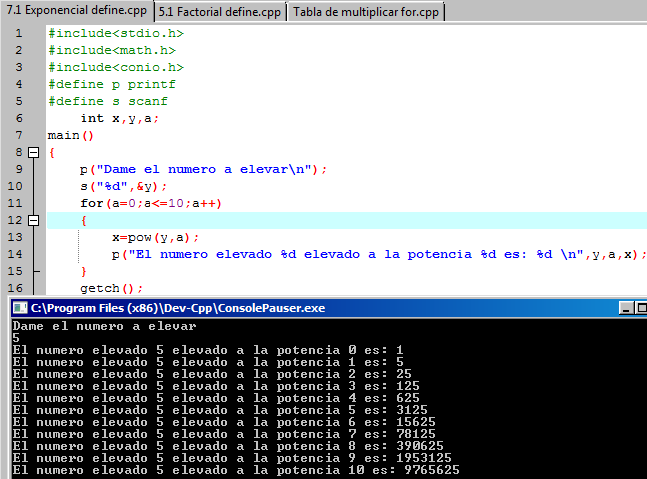 7.1 Exponencial define.cpp 5.1 Factorial define.cpp Tabla de multiplicar for.cpp
1 #include<stdio.h>
2 #include<math.h>
3 #include<conio.h>
4 #define p printf
5 #define s scanf
6 int x,y,a;
7 main()
8 {
9 p("Dame el numero a elevar\n");
10 s("%d",&y);
11 for(a=0;a<=10;a++)
12 {
13 x=pow(y,a);
14 p("El numero elevado %d elevado a la potencia %d es: %d \n",y,a,x);
15 }
16 getch();
C:\Program Files (x86)\Dev-Cpp\ConsolePauser.exe
Dame el numero a elevar
5
El numero elevado 5 elevado a la potencia 0 es: 1
El numero elevado 5 elevado a la potencia 1 es: 5
El numero elevado 5 elevado a la potencia 2 es: 25
El numero elevado 5 elevado a la potencia 3 es: 125
El numero elevado 5 elevado a la potencia 4 es: 625
El numero elevado 5 elevado a la potencia 5 es: 3125
El numero elevado 5 elevado a la potencia 6 es: 15625
El numero elevado 5 elevado a la potencia 7 es: 78125
El numero elevado 5 elevado a la potencia 8 es: 390625
El numero elevado 5 elevado a la potencia 9 es: 1953125
El numero elevado 5 elevado a la potencia 10 es: 9765625